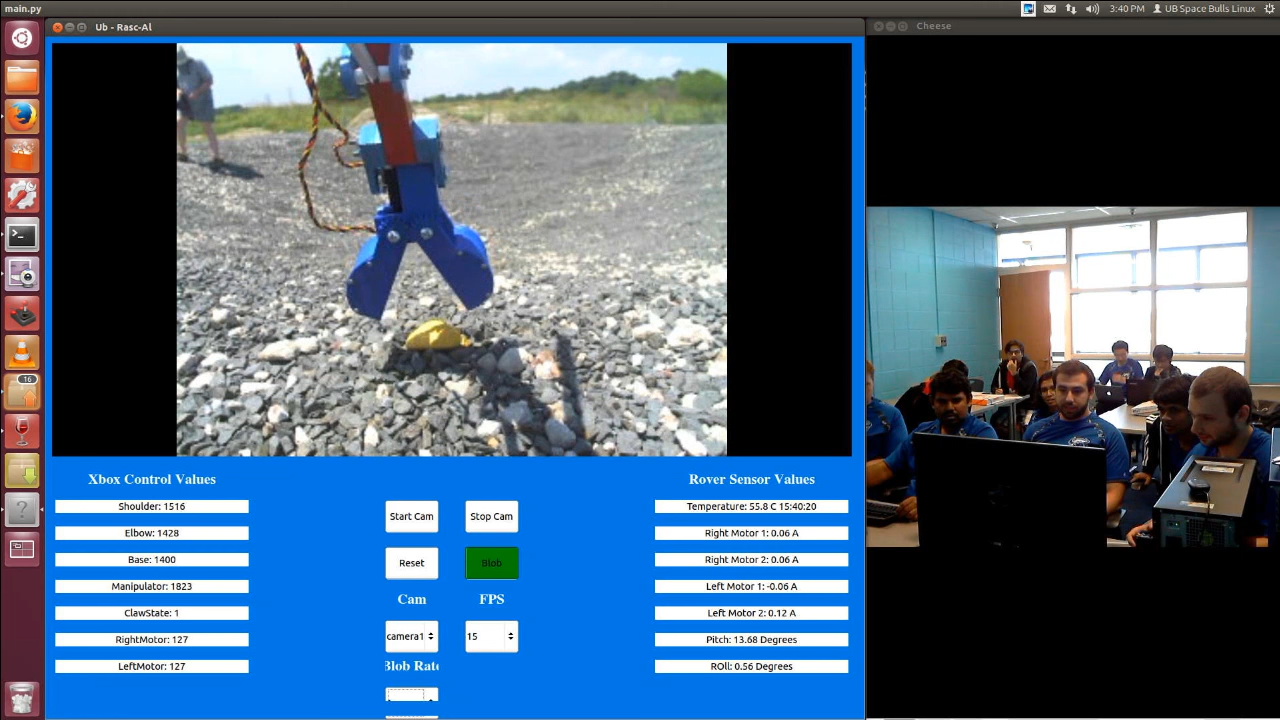 main.py
3:40 PM
UB Space Bulls Linux
Ub - Rasc-Al
Cheese
16
Xbox Control Values
Shoulder: 1516
Elbow: 1428
Base: 1400
Manipulator: 1823
ClawState: 1
RightMotor: 127
LeftMotor: 127
Start Cam
Stop Cam
Reset
Blob
Cam
FPS
camera1
15
Blob Rate
Rover Sensor Values
Temperature: 55.8 C 15:40:20
Right Motor 1: 0.06 A
Right Motor 2: 0.06 A
Left Motor 1: -0.06 A
Left Motor 2: 0.12 A
Pitch: 13.68 Degrees
ROll: 0.56 Degrees